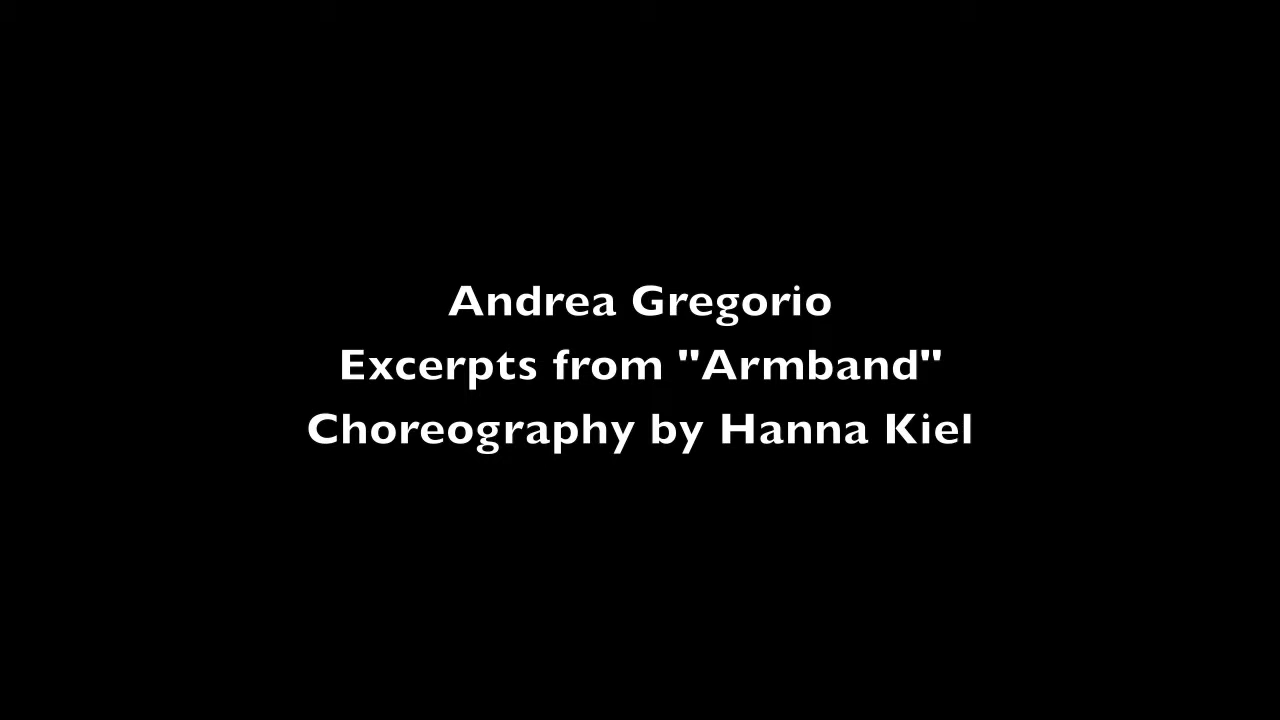 Andrea Gregorio
Excerpts from "Armband"
Choreography by Hanna Kiel